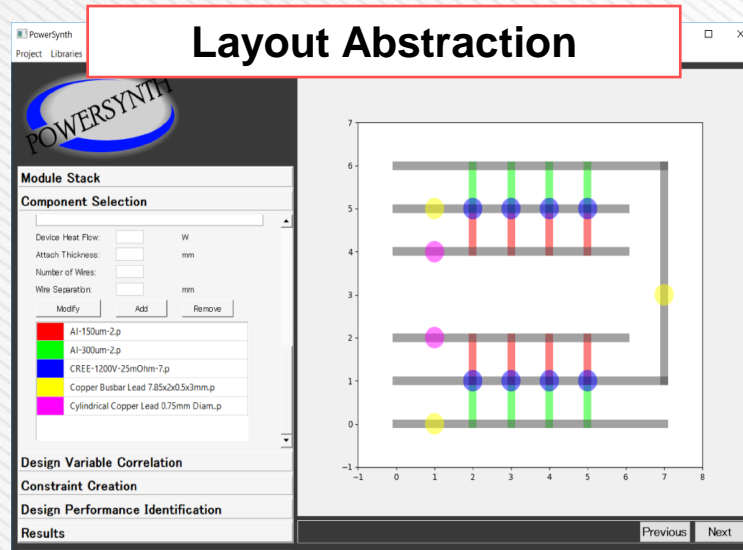 Layout Abstraction
PowerSynth
Project Libraries
POWERSYNTH
Module Stack
Component Selection
Device Heat Flow: W
Attach Thickness: mm
Number of Wires:
Wire Separation: mm
Modify Add Remove
Al-150um-2.p
Al-300um-2.p
CREE-1200V-25mOhm-7.p
Copper Busbar Lead 7.85x2x0.5x3mm.p
Cylindrical Copper Lead 0.75mm Diam..p
Design Variable Correlation
Constraint Creation
Design Performance Identification
Results
7
6
5
4
3
2
1
0
−1
−1 0 1 2 3 4 5 6 7 8
Previous Next